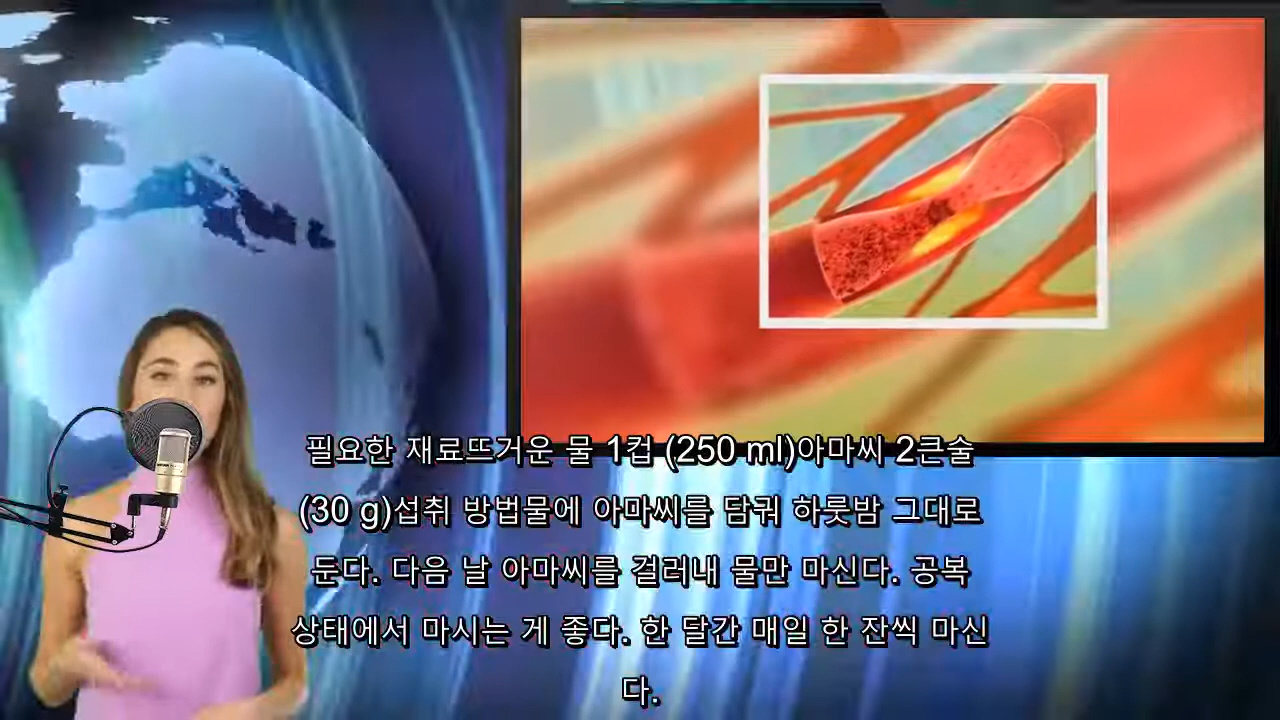 필요한 재료뜨거운 물 1컵 (250 ml)아마씨 2큰술
(30 g)섭취 방법물에 아마씨를 담궈 하룻밤 그대로
둔다. 다음 날 아마씨를 걸러내 물만 마신다. 공복
상태에서 마시는 게 좋다. 한 달간 매일 한 잔씩 마신
다.